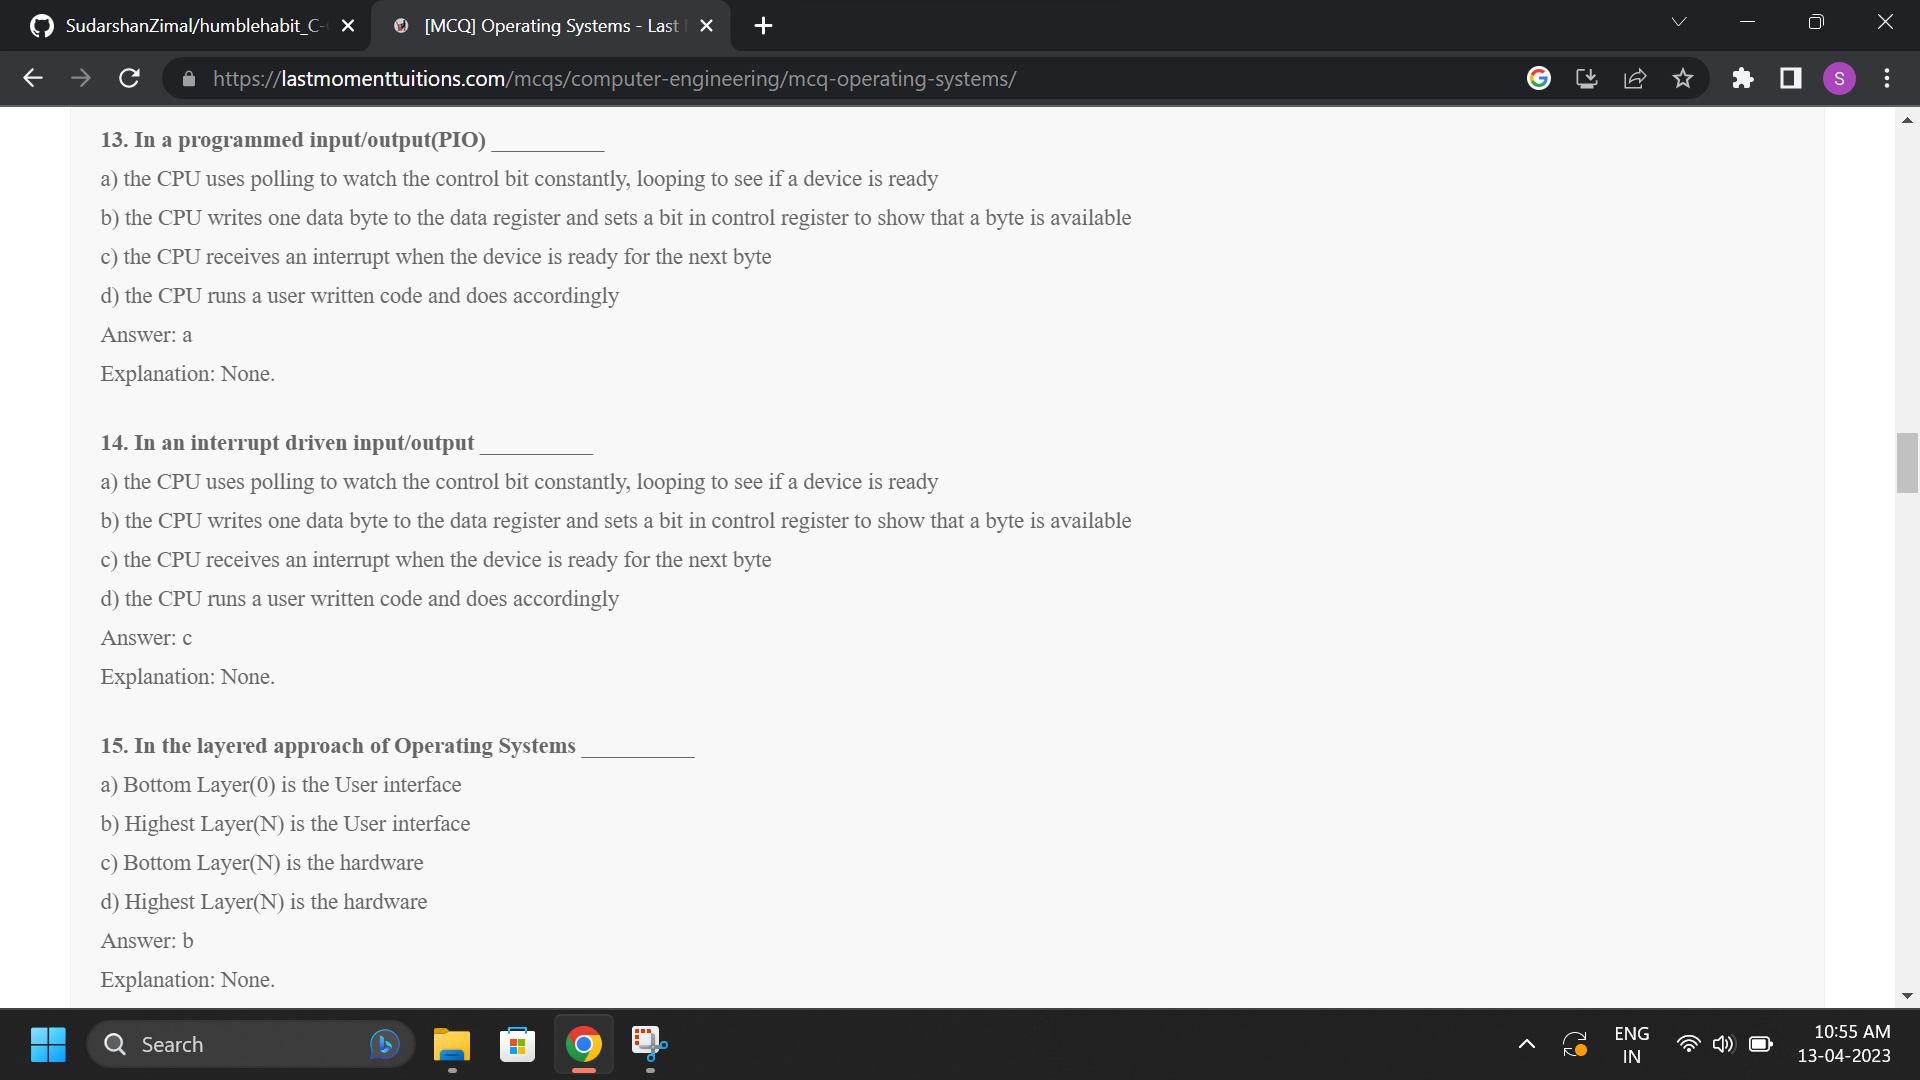 SudarshanZimal/humblehabit_C-
[MCQ] Operating Systems - Last
https://lastmomenttuitions.com/mcqs/computer-engineering/mcq-operating-systems/
S
13. In a programmed input/output(PIO) __________
a) the CPU uses polling to watch the control bit constantly, looping to see if a device is ready
b) the CPU writes one data byte to the data register and sets a bit in control register to show that a byte is available
c) the CPU receives an interrupt when the device is ready for the next byte
d) the CPU runs a user written code and does accordingly
Answer: a
Explanation: None.
14. In an interrupt driven input/output __________
a) the CPU uses polling to watch the control bit constantly, looping to see if a device is ready
b) the CPU writes one data byte to the data register and sets a bit in control register to show that a byte is available
c) the CPU receives an interrupt when the device is ready for the next byte
d) the CPU runs a user written code and does accordingly
Answer: c
Explanation: None.
15. In the layered approach of Operating Systems __________
a) Bottom Layer(0) is the User interface
b) Highest Layer(N) is the User interface
c) Bottom Layer(N) is the hardware
d) Highest Layer(N) is the hardware
Answer: b
Explanation: None.
Search
ENG
IN
10:55 AM
13-04-2023